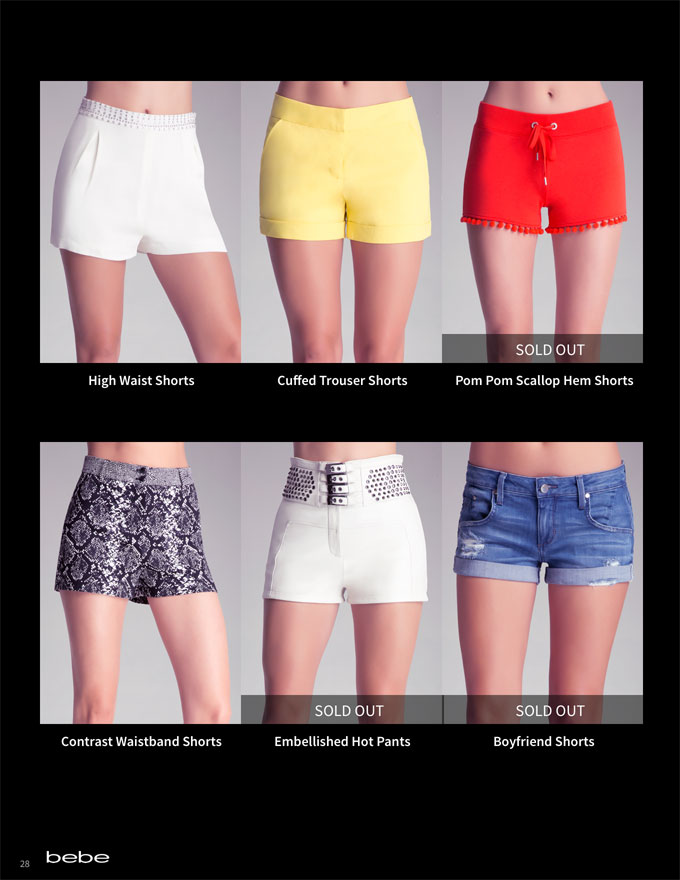 SOLD OUT
High Waist Shorts
Cuffed Trouser Shorts
Pom Pom Scallop Hem Shorts
SOLD OUT
SOLD OUT
Contrast Waistband Shorts
Embellished Hot Pants
Boyfriend Shorts
28
bebe